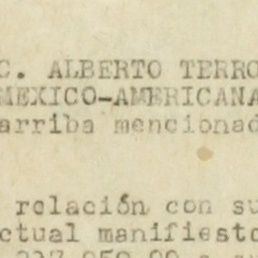 C. ALBERTO TERRO
MEXICO-AMERICANA
arriba mencionad
relación con su
ctual manifiesto